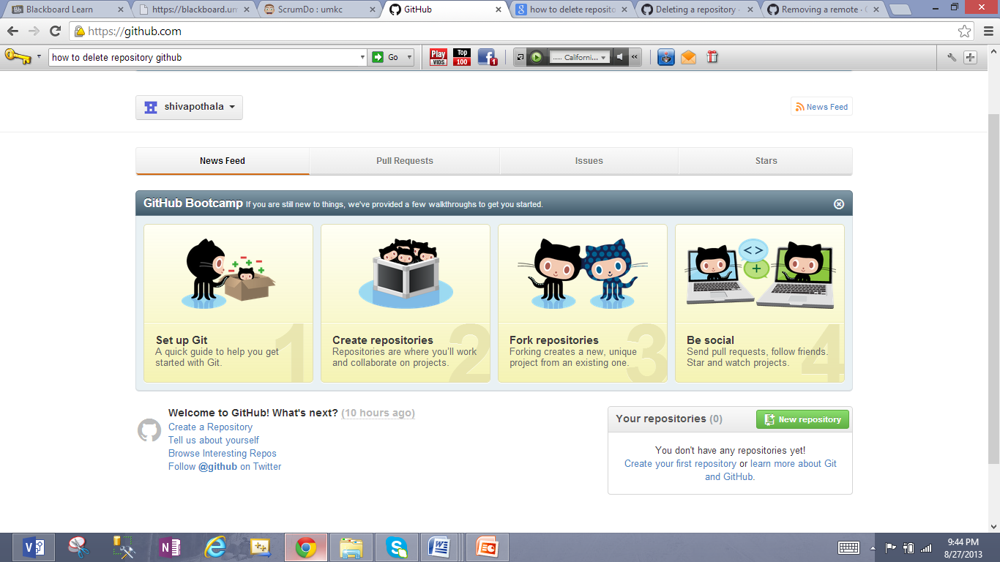 Blackboard Learn
https://blackboard.um
ScrumDo : umkc
GitHub
how to delete reposito
Deleting a repository ·
Removing a remote ·
https://github.com
how to delete repository github
Go
Play
VIDS
Top
100
1
..... Californi...
shivapothala
News Feed
News Feed
Pull Requests
Issues
Stars
GitHub Bootcamp If you are still new to things, we've provided a few walkthroughs to get you started.
1
Set up Git
A quick guide to help you get
started with Git.
2
Create repositories
Repositories are where you'll work
and collaborate on projects.
3
Fork repositories
Forking creates a new, unique
project from an existing one.
4
Be social
Send pull requests, follow friends.
Star and watch projects.
Welcome to GitHub! What's next? (10 hours ago)
Create a Repository
Tell us about yourself
Browse Interesting Repos
Follow @github on Twitter
Your repositories (0)
New repository
You don't have any repositories yet!
Create your first repository or learn more about Git
and GitHub.
9:44 PM
8/27/2013